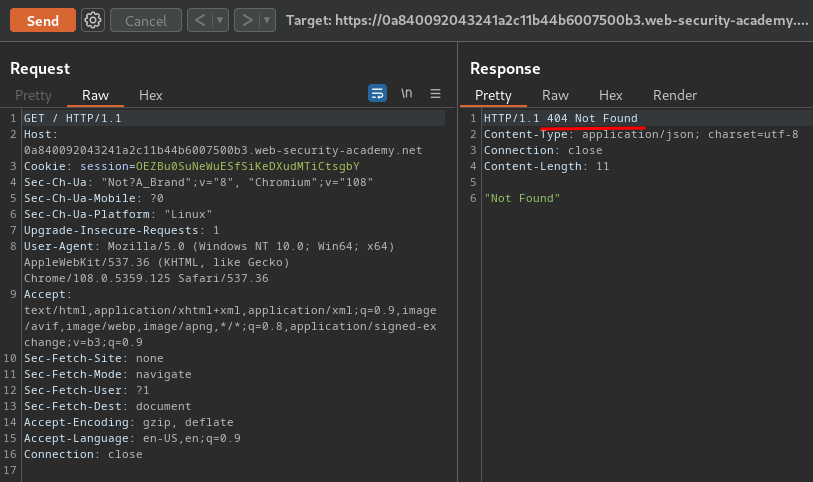 Send Cancel < > Target: https://0a840092043241a2c11b44b6007500b3.web-security-academy....
Request
Pretty Raw Hex \n
1 GET / HTTP/1.1
2 Host:
0a840092043241a2c11b44b6007500b3.web-security-academy.net
3 Cookie: session=OEZBu0SuNeWuESfSiKeDXudMTiCtsgbY
4 Sec-Ch-Ua: "Not?A_Brand";v="8", "Chromium";v="108"
5 Sec-Ch-Ua-Mobile: ?0
6 Sec-Ch-Ua-Platform: "Linux"
7 Upgrade-Insecure-Requests: 1
8 User-Agent: Mozilla/5.0 (Windows NT 10.0; Win64; x64)
AppleWebKit/537.36 (KHTML, like Gecko)
Chrome/108.0.5359.125 Safari/537.36
9 Accept:
text/html,application/xhtml+xml,application/xml;q=0.9,image
/avif,image/webp,image/apng,*/*;q=0.8,application/signed-ex
change;v=b3;q=0.9
10 Sec-Fetch-Site: none
11 Sec-Fetch-Mode: navigate
12 Sec-Fetch-User: ?1
13 Sec-Fetch-Dest: document
14 Accept-Encoding: gzip, deflate
15 Accept-Language: en-US,en;q=0.9
16 Connection: close
17
Response
Pretty Raw Hex Render
1 HTTP/1.1 404 Not Found
2 Content-Type: application/json; charset=utf-8
3 Connection: close
4 Content-Length: 11
5
6 "Not Found"